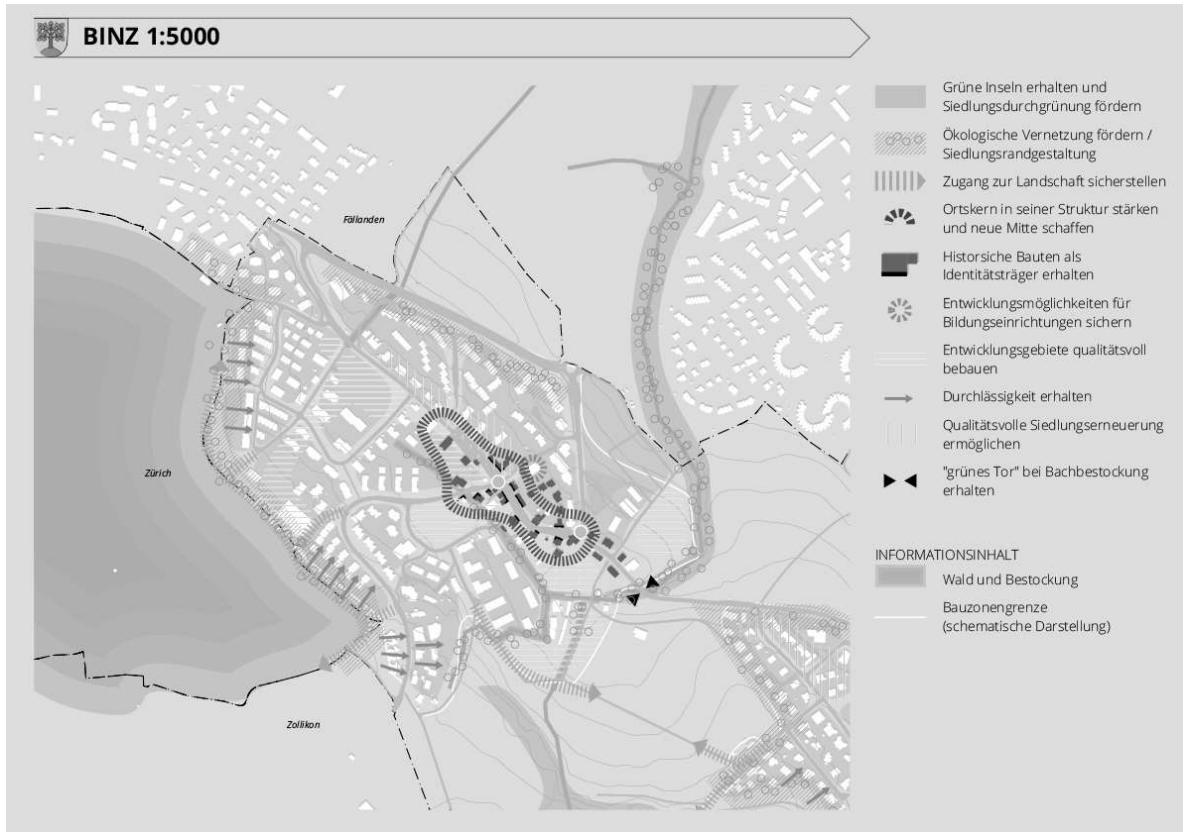 BINZ 1:5000
Fällanden
Zürich
Zollikon
Grüne Inseln erhalten und
Siedlungsdurchgrünung fördern
Ökologische Vernetzung fördern /
Siedlungsrandgestaltung
Zugang zur Landschaft sicherstellen
Ortskern in seiner Struktur stärken
und neue Mitte schaffen
Historsiche Bauten als
Identitätsträger erhalten
Entwicklungsmöglichkeiten für
Bildungseinrichtungen sichern
Entwicklungsgebiete qualitätsvoll
bebauen
Durchlässigkeit erhalten
Qualitätsvolle Siedlungserneuerung
ermöglichen
"grünes Tor" bei Bachbestockung
erhalten
INFORMATIONSINHALT
Wald und Bestockung
Bauzonengrenze
(schematische Darstellung)